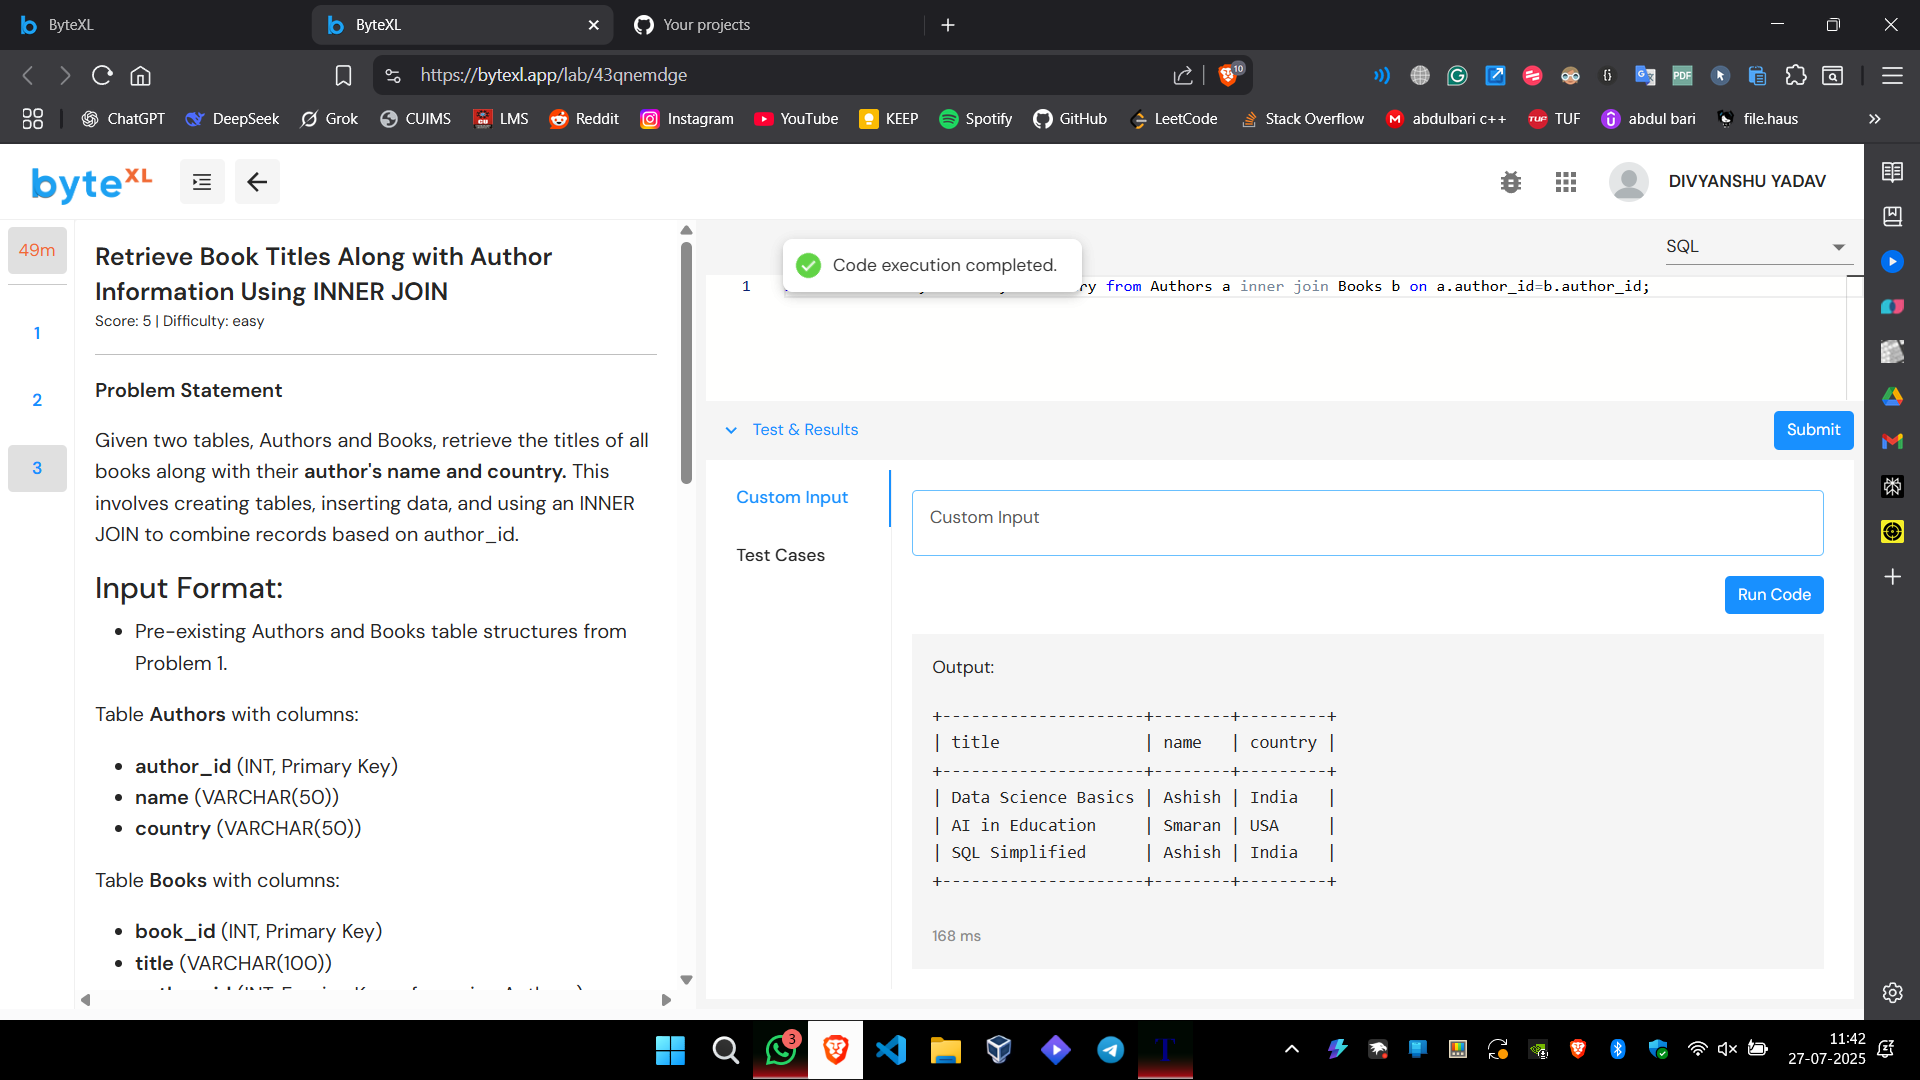 ByteXL
ByteXL
Your projects
https://bytexl.app/lab/43qnemdge
10
PDF
ChatGPT
DeepSeek
Grok
CUIMS
LMS
Reddit
Instagram
YouTube
KEEP
Spotify
GitHub
LeetCode
Stack Overflow
abdulbari c++
TUF
TUF
abdul bari
file.haus
byteXL
DIVYANSHU YADAV
49m
1
2
3
Retrieve Book Titles Along with Author
Information Using INNER JOIN
Score: 5 | Difficulty: easy
Problem Statement
Given two tables, Authors and Books, retrieve the titles of all
books along with their author's name and country. This
involves creating tables, inserting data, and using an INNER
JOIN to combine records based on author_id.
Input Format:
Pre-existing Authors and Books table structures from
Problem 1.
Table Authors with columns:
author_id (INT, Primary Key)
name (VARCHAR(50))
country (VARCHAR(50))
Table Books with columns:
book_id (INT, Primary Key)
title (VARCHAR(100))
SQL
Code execution completed.
1
ry from Authors a inner join Books b on a.author_id=b.author_id;
Test & Results
Submit
Custom Input
Test Cases
Custom Input
Run Code
Output:
+---------------------+--------+---------+
| title               | name   | country |
+---------------------+--------+---------+
| Data Science Basics | Ashish | India   |
| AI in Education     | Smaran | USA     |
| SQL Simplified      | Ashish | India   |
+---------------------+--------+---------+
168 ms
3
T
11:42
27-07-2025